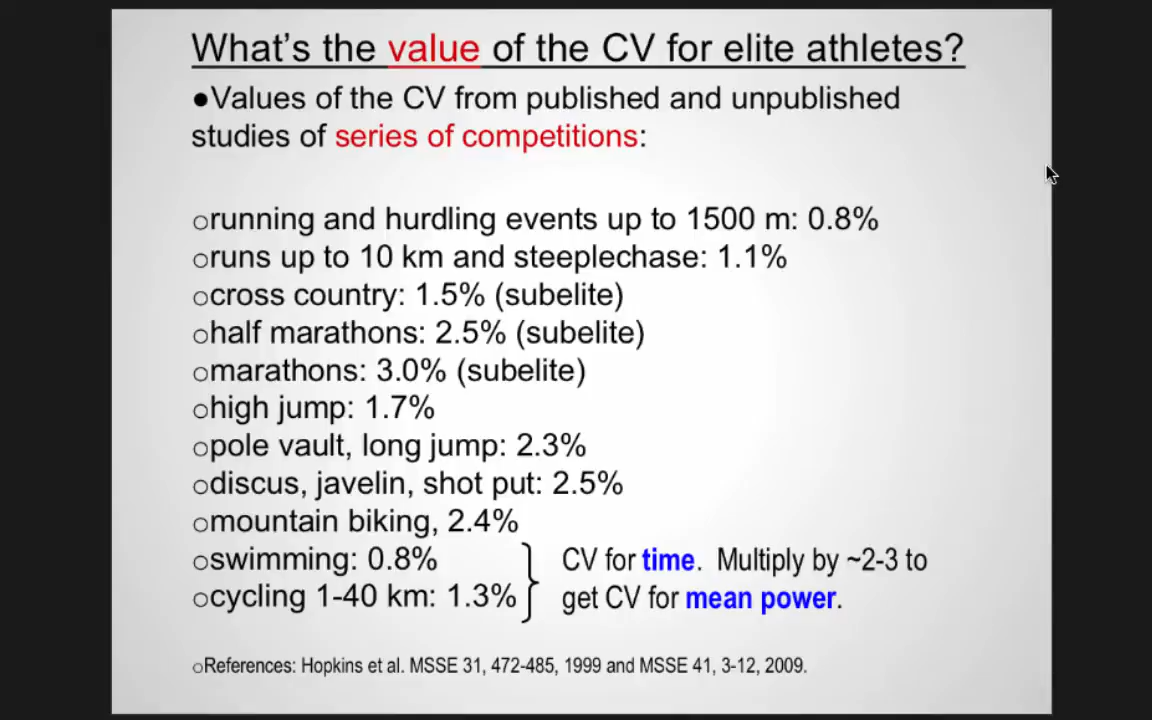 What's the value of the CV for elite athletes?
●Values of the CV from published and unpublished
studies of series of competitions:
○running and hurdling events up to 1500 m: 0.8%
○runs up to 10 km and steeplechase: 1.1%
○cross country: 1.5% (subelite)
○half marathons: 2.5% (subelite)
○marathons: 3.0% (subelite)
○high jump: 1.7%
○pole vault, long jump: 2.3%
○discus, javelin, shot put: 2.5%
○mountain biking, 2.4%
○swimming: 0.8%
○cycling 1-40 km: 1.3%
CV for time. Multiply by ~2-3 to
get CV for mean power.
○References: Hopkins et al. MSSE 31, 472-485, 1999 and MSSE 41, 3-12, 2009.